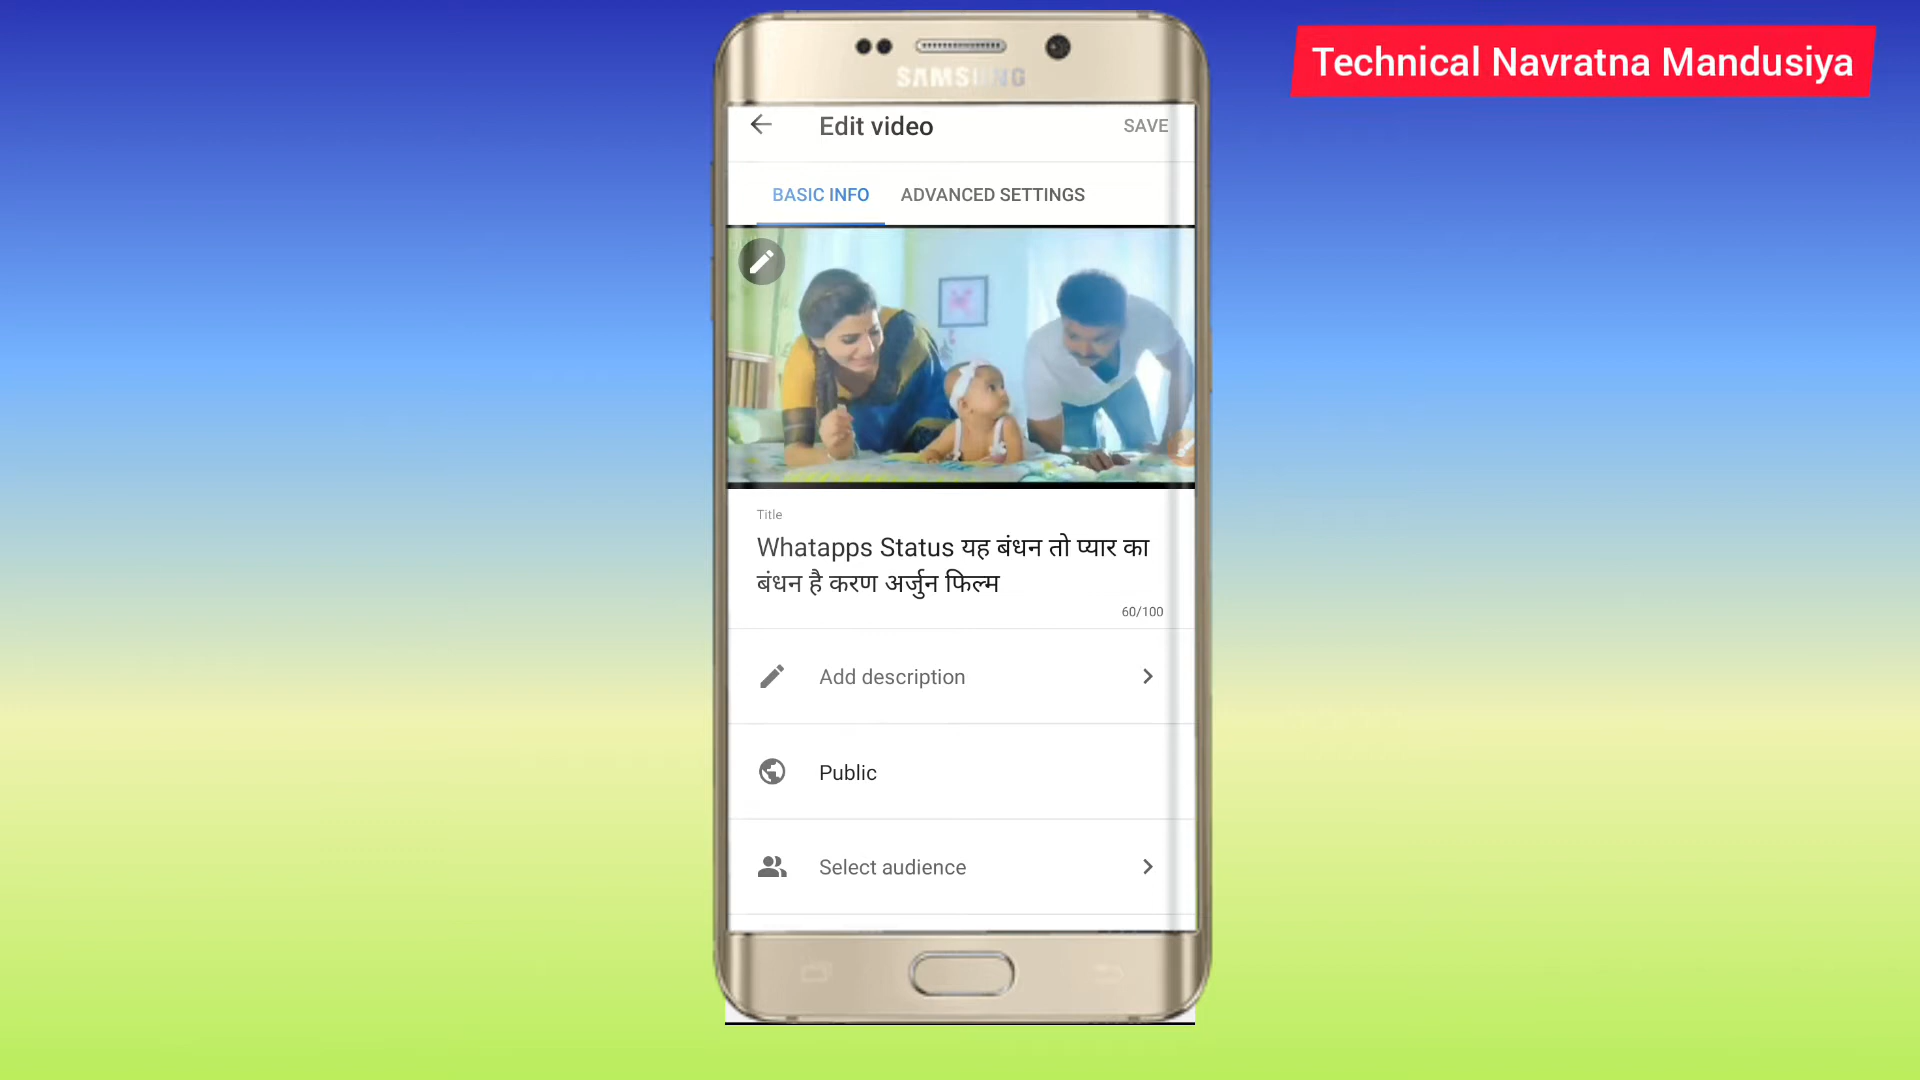 Technical Navratna Mandusiya
SAMSUNG
Edit video
SAVE
BASIC INFO
ADVANCED SETTINGS
Title
Whatapps Status यह बंधन तो प्यार का
बंधन है करण अर्जुन फिल्म
60/100
Add description
Public
Select audience